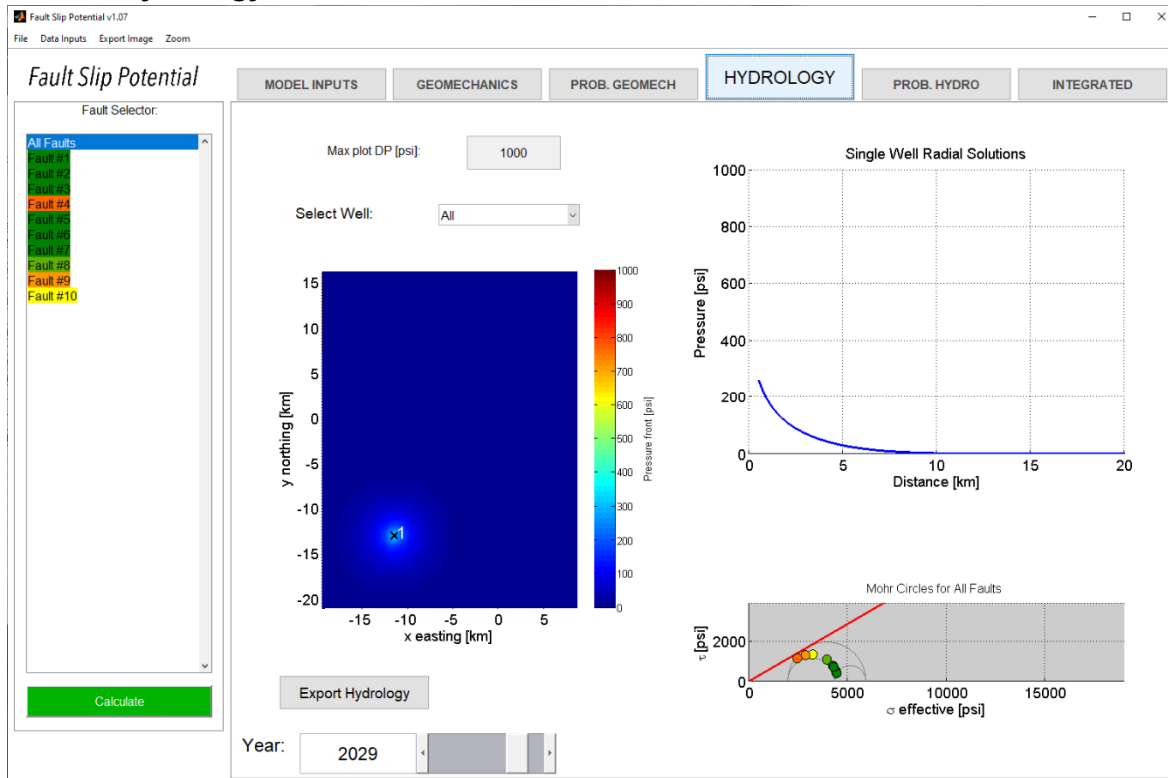 Fault Slip Potential v1.07
File Data Inputs Export Image Zoom
Fault Slip Potential
MODEL INPUTS
GEOMECHANICS
PROB. GEOMECH
HYDROLOGY
PROB. HYDRO
INTEGRATED
Fault Selector:
All Faults
Fault #1
Fault #2
Fault #3
Fault #4
Fault #5
Fault #6
Fault #7
Fault #8
Fault #9
Fault #10
Calculate
Max plot DP [psi]:
1000
Select Well:
All
15
10
5
0
-5
-10
-15
-20
y northing [km]
-15 -10 -5 0 5
x easting [km]
1
1000
900
800
700
600
500
400
300
200
100
0
Pressure front [psi]
Export Hydrology
Year:
2029
Single Well Radial Solutions
1000
800
600
400
200
0
Pressure [psi]
0 5 10 15 20
Distance [km]
Mohr Circles for All Faults
2000
0
τ [psi]
0 5000 10000 15000
σ effective [psi]